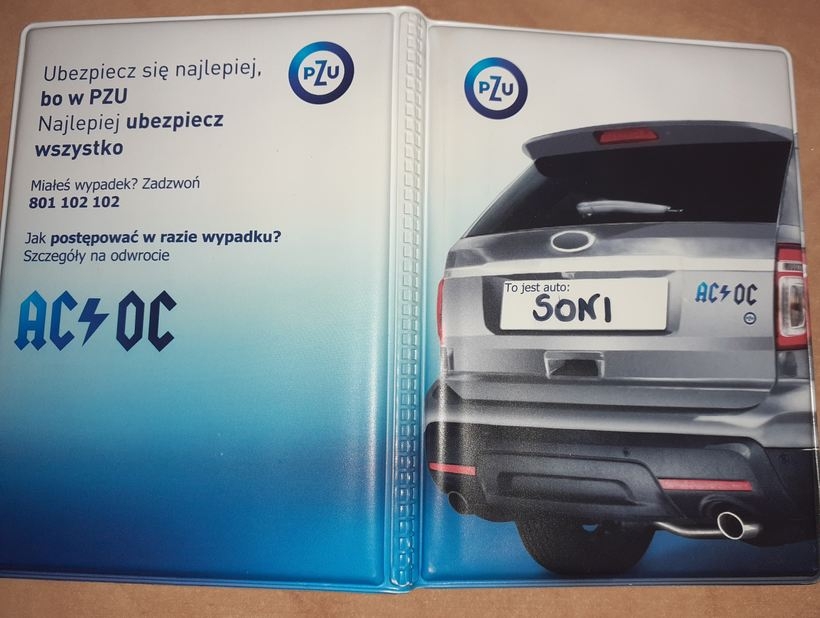 Ubezpiecz się najlepiej,
bo w PZU
Najlepiej ubezpiecz
wszystko
Miałeś wypadek? Zadzwoń
801 102 102
Jak postępować w razie wypadku?
Szczegóły na odwrocie
AC⚡OC
PZU
PZU
To jest auto:
SONI
AC⚡OC
PZU